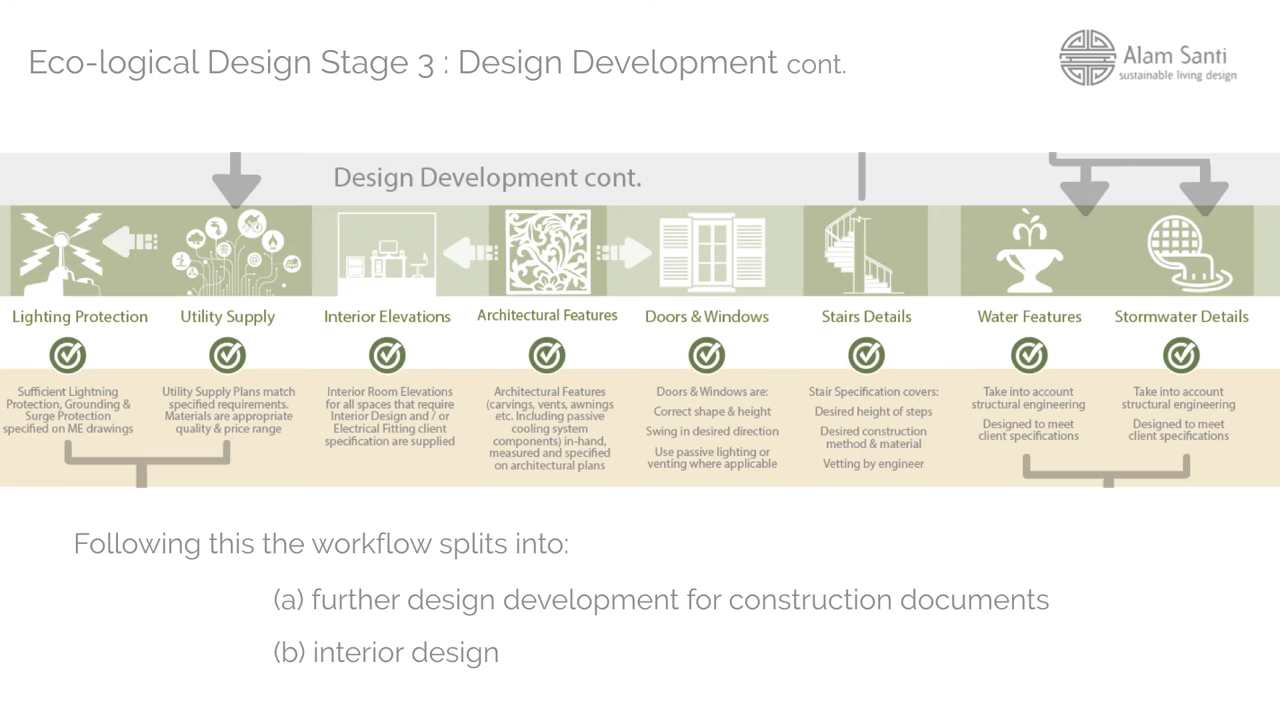 Eco-logical Design Stage 3 : Design Development cont.
Alam Santi
sustainable living design
Design Development cont.
Lighting Protection
Utility Supply
Interior Elevations
Architectural Features
Doors & Windows
Stairs Details
Water Features
Stormwater Details
Sufficient Lightning
Protection, Grounding &
Surge Protection
specified on ME drawings
Utility Supply Plans match
specified requirements.
Materials are appropriate
quality & price range
Interior Room Elevations
for all spaces that require
Interior Design and / or
Electrical Fitting client
specification are supplied
Architectural Features
(carvings, vents, awnings
etc. Including passive
cooling system
components) in-hand,
measured and specified
on architectural plans
Doors & Windows are:
Correct shape & height
Swing in desired direction
Use passive lighting or
venting where applicable
Stair Specification covers:
Desired height of steps
Desired construction
method & material
Vetting by engineer
Take into account
structural engineering
Designed to meet
client specifications
Take into account
structural engineering
Designed to meet
client specifications
Following this the workflow splits into:
(a) further design development for construction documents
(b) interior design